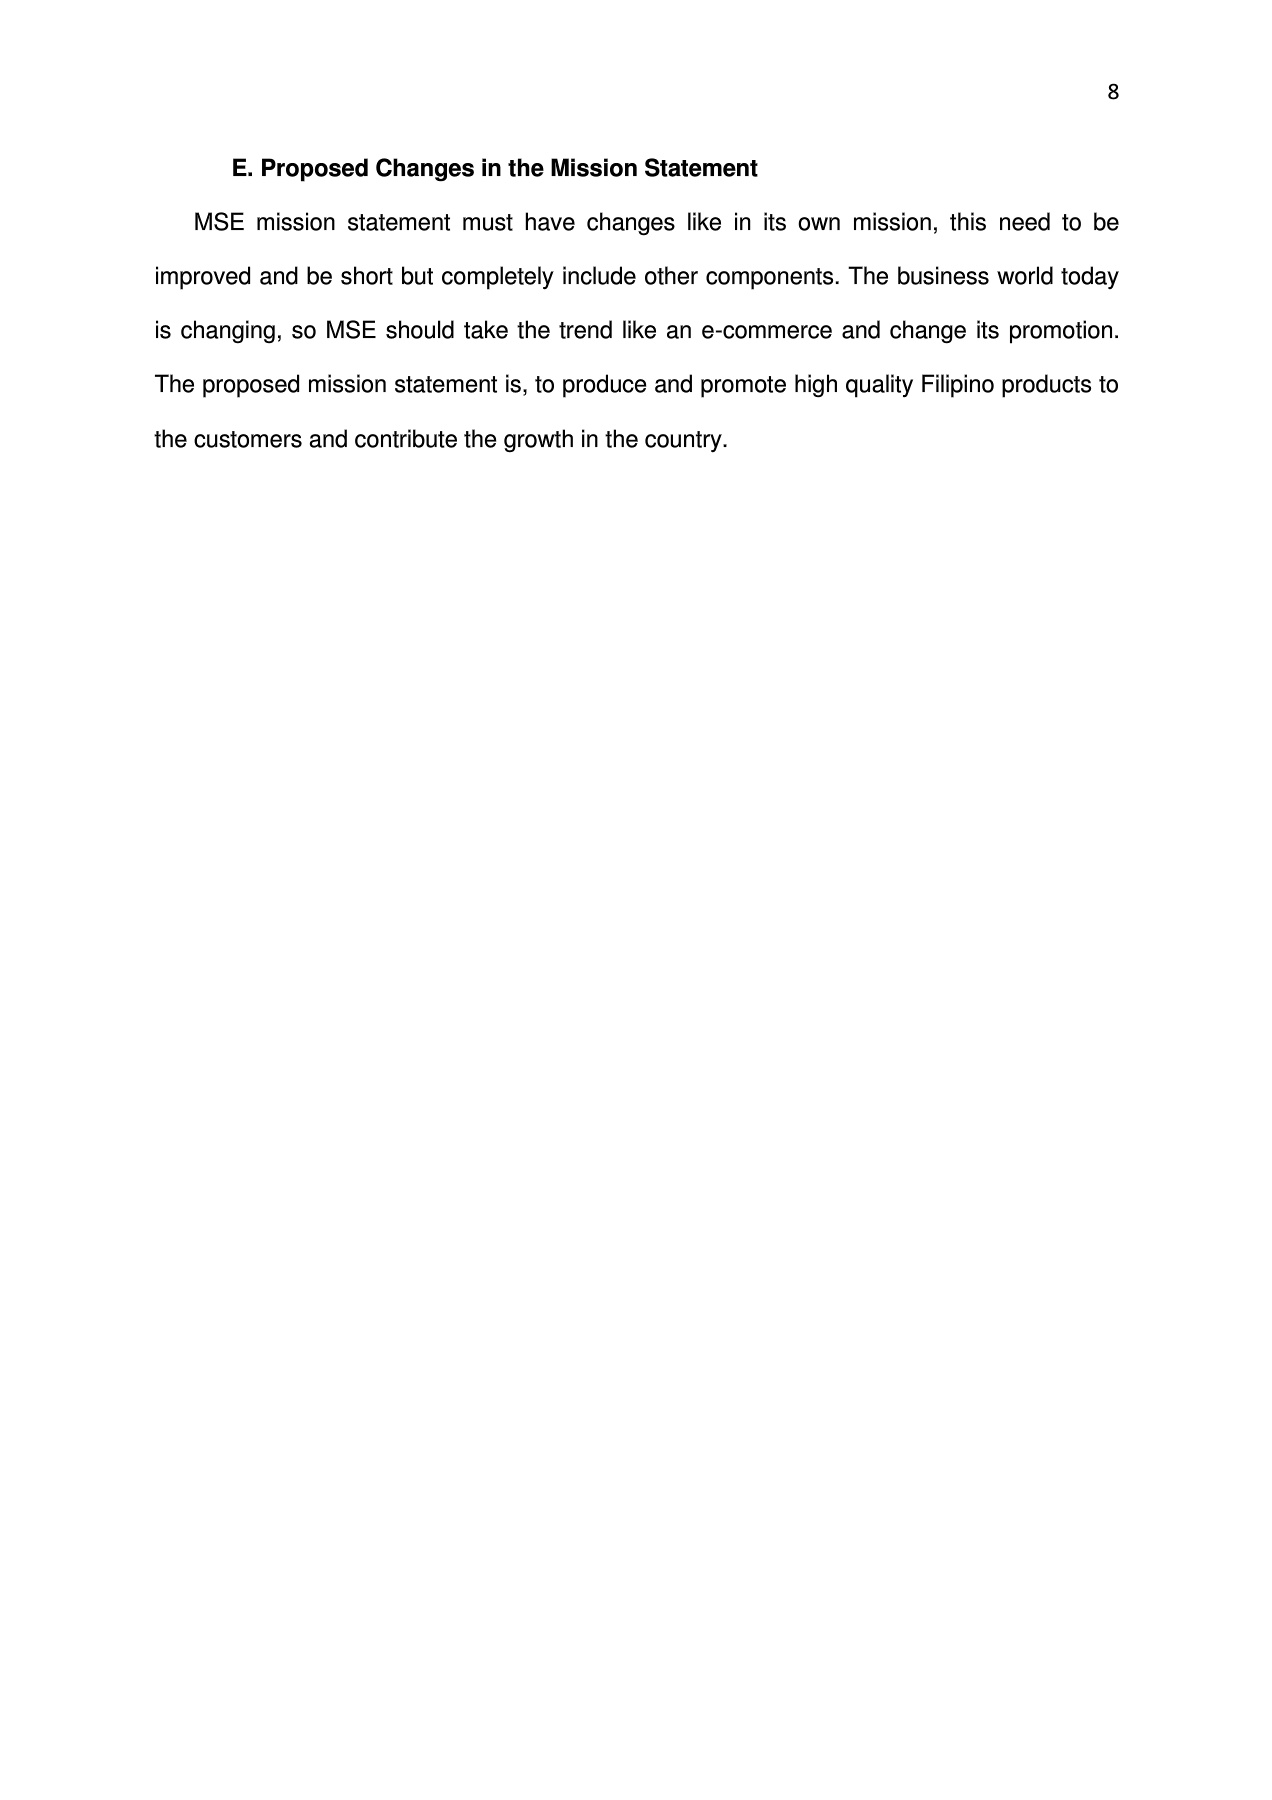 8
E. Proposed Changes in the Mission Statement
MSE mission statement must have changes like in its own mission, this need to be
improved and be short but completely include other components. The business world today
is changing, so MSE should take the trend like an e-commerce and change its promotion.
The proposed mission statement is, to produce and promote high quality Filipino products to
the customers and contribute the growth in the country.